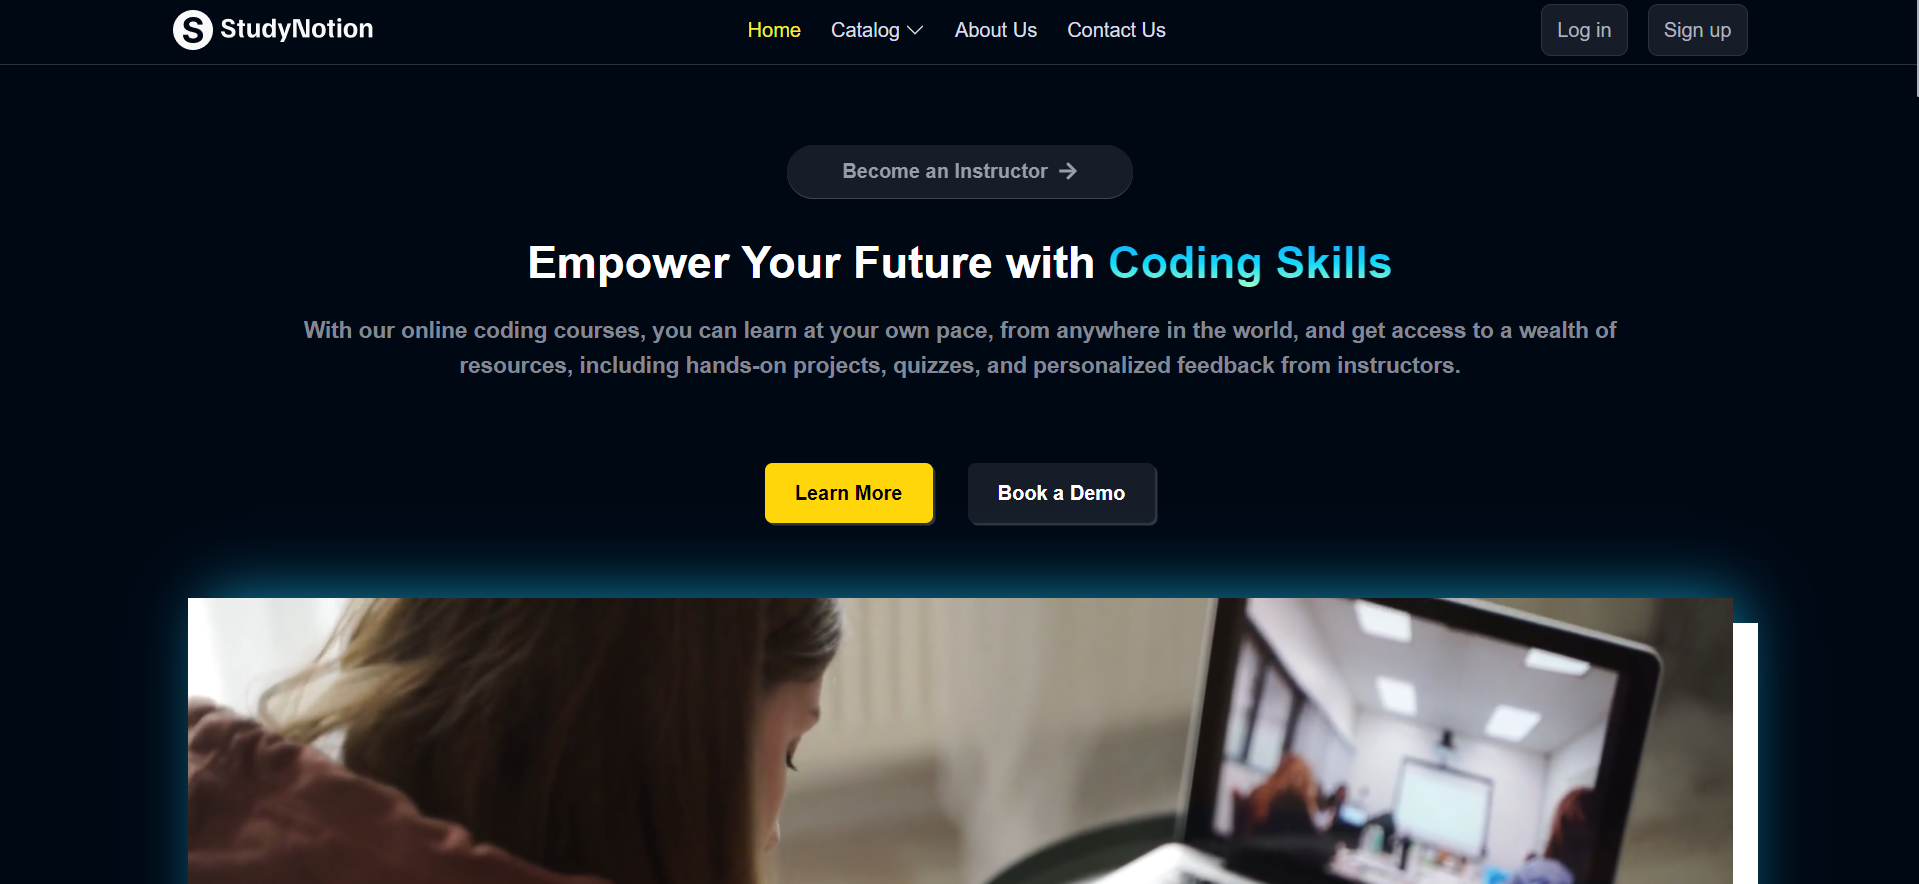 S StudyNotion
Home Catalog About Us Contact Us
Log in Sign up
Become an Instructor
Empower Your Future with Coding Skills
With our online coding courses, you can learn at your own pace, from anywhere in the world, and get access to a wealth of
resources, including hands-on projects, quizzes, and personalized feedback from instructors.
Learn More Book a Demo